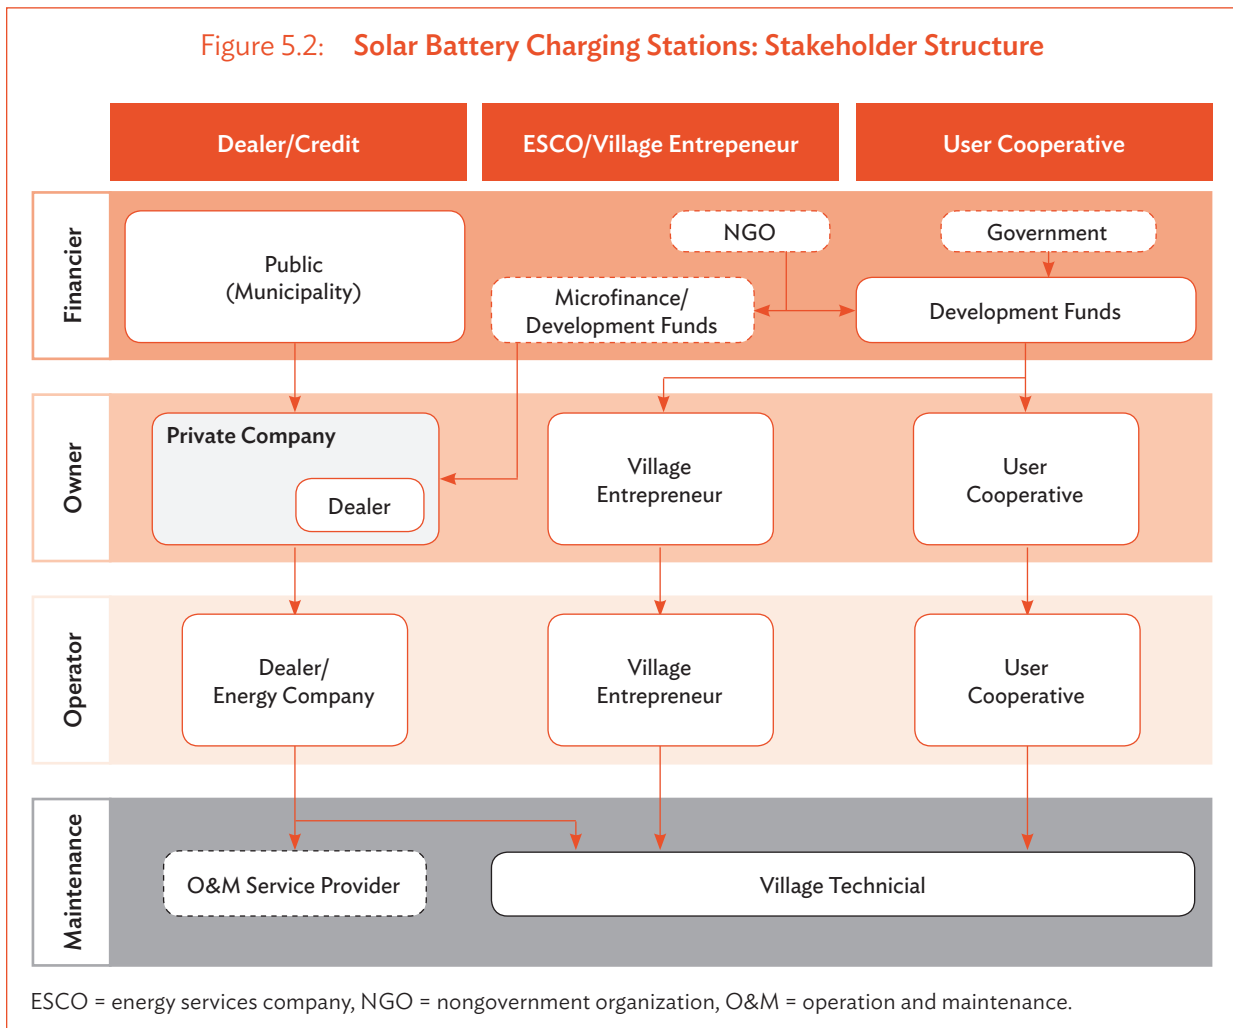 Figure 5.2: Solar Battery Charging Stations: Stakeholder Structure
Dealer/Credit
ESCO/Village Entrepeneur
User Cooperative
Financier
Public
(Municipality)
NGO
Government
Microfinance/
Development Funds
Development Funds
Owner
Private Company
Dealer
Village
Entrepreneur
User
Cooperative
Operator
Dealer/
Energy Company
Village
Entrepreneur
User
Cooperative
Maintenance
O&M Service Provider
Village Technicial
ESCO = energy services company, NGO = nongovernment organization, O&M = operation and maintenance.